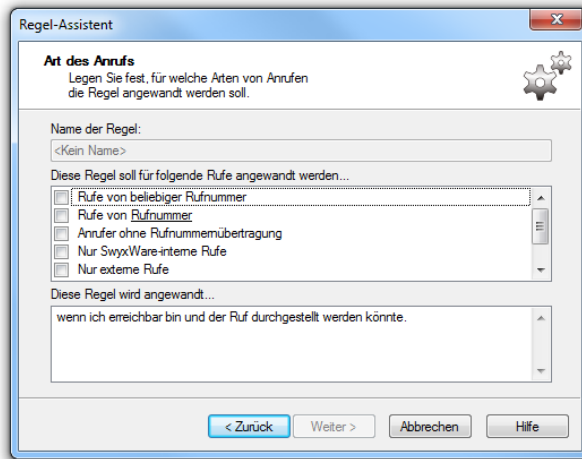 Regel-Assistent
Art des Anrufs
Legen Sie fest, für welche Arten von Anrufen
die Regel angewandt werden soll.
Name der Regel:
<Kein Name>
Diese Regel soll für folgende Rufe angewandt werden...
Rufe von beliebiger Rufnummer
Rufe von Rufnummer
Anrufer ohne Rufnummernübertragung
Nur SwyxWare-interne Rufe
Nur externe Rufe
Diese Regel wird angewandt...
wenn ich erreichbar bin und der Ruf durchgestellt werden könnte.
< Zurück Weiter > Abbrechen Hilfe